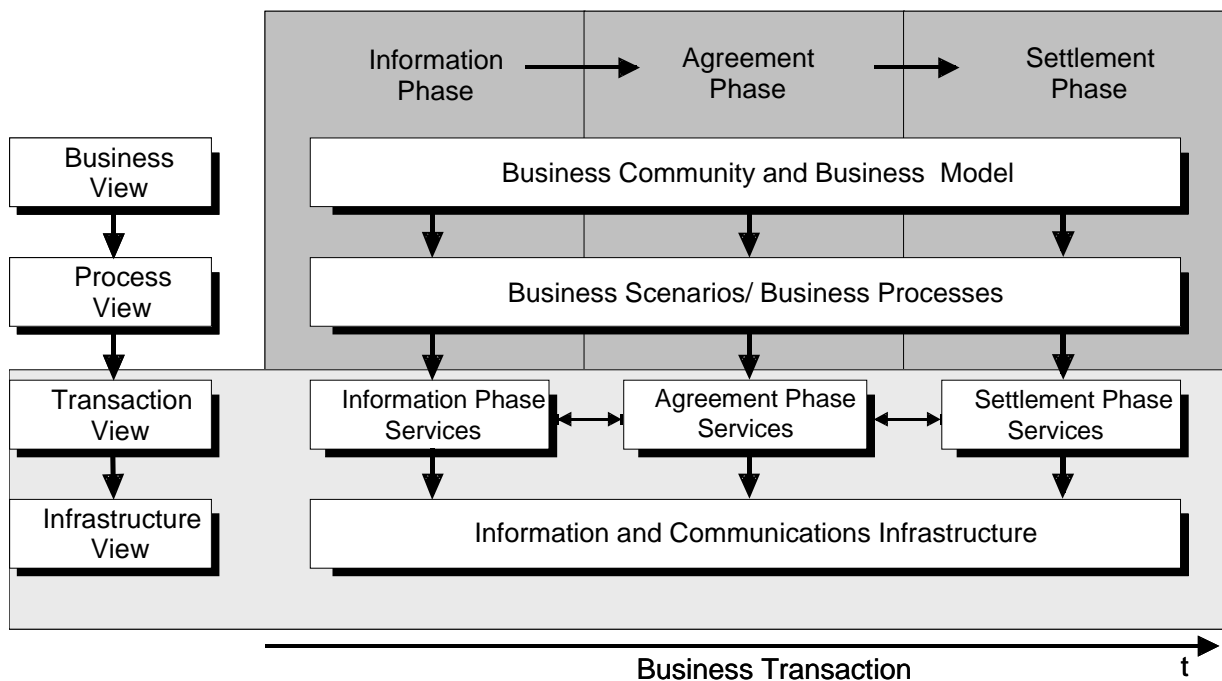 Information
Phase
Agreement
Phase
Settlement
Phase
Business
View
Business Community and Business  Model
Process
View
Business Scenarios/ Business Processes
Transaction
View
Information Phase
Services
Agreement Phase
Services
Settlement Phase
Services
Infrastructure
View
Information and Communications Infrastructure
Business Transaction
t